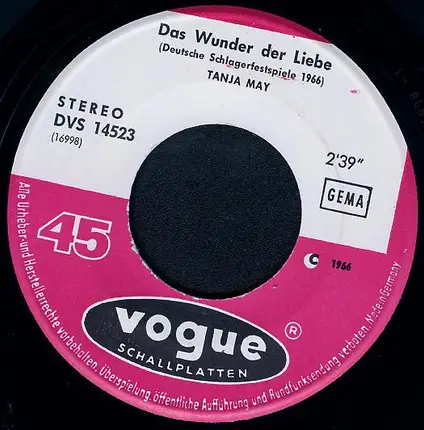 Das Wunder der Liebe
(Deutsche Schlagerfestspiele 1966)
TANJA MAY
STEREO
DVS 14523
(16998)
2'39"
GEMA
45
C 1966
vogue ®
SCHALLPLATTEN
Alle Urheber- und Herstellerrechte vorbehalten. Überspielung, öffentliche Aufführung und Rundfunksendung verboten. Made in Germany